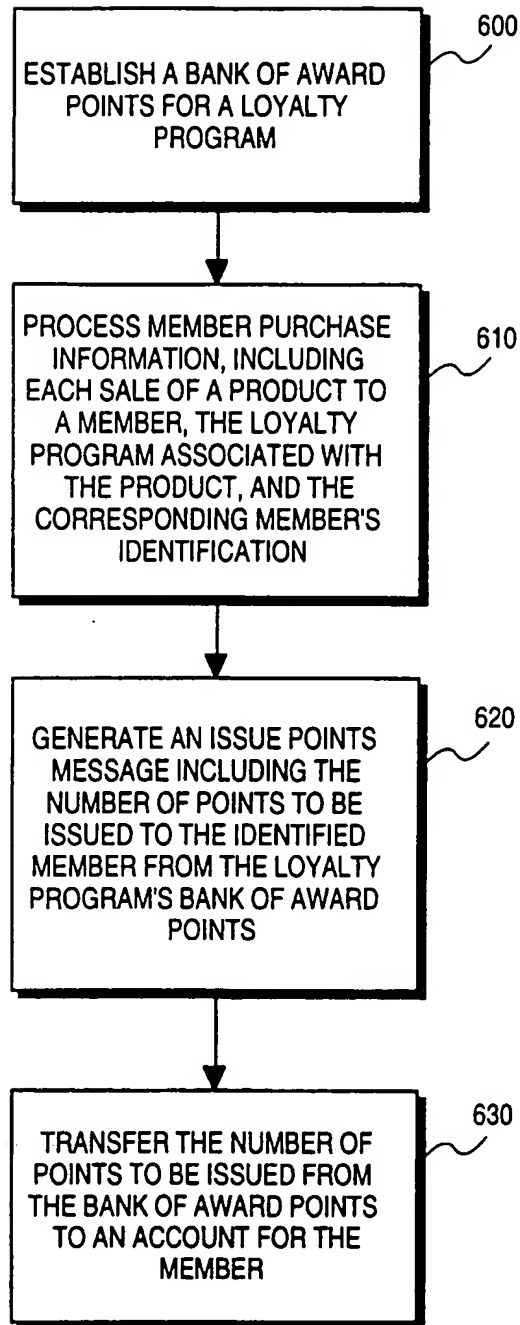 600
ESTABLISH A BANK OF AWARD
POINTS FOR A LOYALTY
PROGRAM
610
PROCESS MEMBER PURCHASE
INFORMATION, INCLUDING
EACH SALE OF A PRODUCT TO
A MEMBER, THE LOYALTY
PROGRAM ASSOCIATED WITH
THE PRODUCT, AND THE
CORRESPONDING MEMBER'S
IDENTIFICATION
620
GENERATE AN ISSUE POINTS
MESSAGE INCLUDING THE
NUMBER OF POINTS TO BE
ISSUED TO THE IDENTIFIED
MEMBER FROM THE LOYALTY
PROGRAM'S BANK OF AWARD
POINTS
630
TRANSFER THE NUMBER OF
POINTS TO BE ISSUED FROM
THE BANK OF AWARD POINTS
TO AN ACCOUNT FOR THE
MEMBER